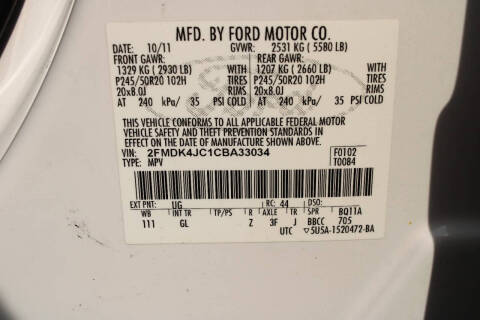 MFD. BY FORD MOTOR CO.
DATE: 10/11 GVWR: 2531 KG ( 5580 LB)
FRONT GAWR: REAR GAWR:
1329 KG ( 2930 LB) WITH 1207 KG ( 2660 LB) WITH
P245/50R20 102H TIRES P245/50R20 102H TIRES
20x8.0J RIMS 20x8.0J RIMS
AT 240 kPa/ 35 PSI COLD AT 240 kPa/ 35 PSI COLD
THIS VEHICLE CONFORMS TO ALL APPLICABLE FEDERAL MOTOR
VEHICLE SAFETY AND THEFT PREVENTION STANDARDS IN
EFFECT ON THE DATE OF MANUFACTURE SHOWN ABOVE.
VIN: 2FMDK4JC1CBA33034 F0102
TYPE: MPV T0084
EXT PNT: UG RC: 44 DSO:
WB INT TR TP/PS R AXLE TR SPR BQ11A
111 GL Z 3F J BBCC 705
UTC ▽5U5A-1520472-BA